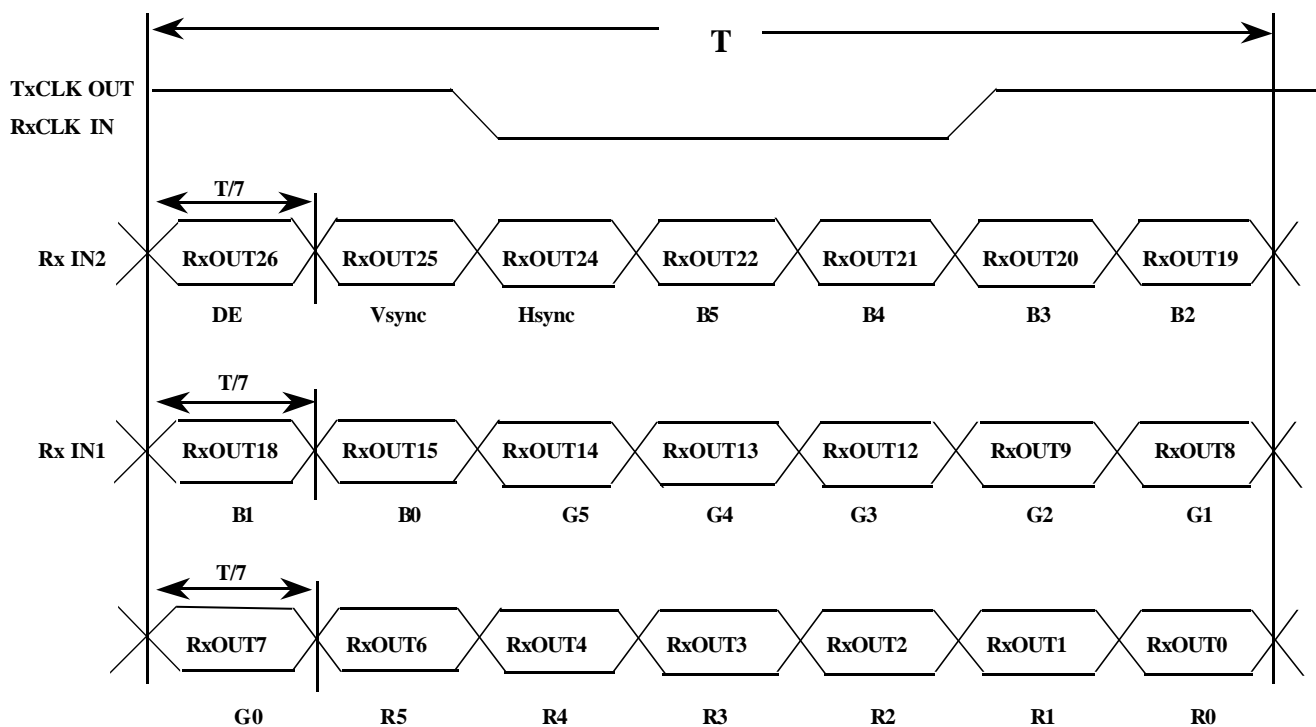 T
TxCLK OUT
RxCLK IN
T/7
Rx IN2 RxOUT26 RxOUT25 RxOUT24 RxOUT22 RxOUT21 RxOUT20 RxOUT19
DE Vsync Hsync B5 B4 B3 B2
T/7
Rx IN1 RxOUT18 RxOUT15 RxOUT14 RxOUT13 RxOUT12 RxOUT9 RxOUT8
B1 B0 G5 G4 G3 G2 G1
T/7
RxOUT7 RxOUT6 RxOUT4 RxOUT3 RxOUT2 RxOUT1 RxOUT0
G0 R5 R4 R3 R2 R1 R0